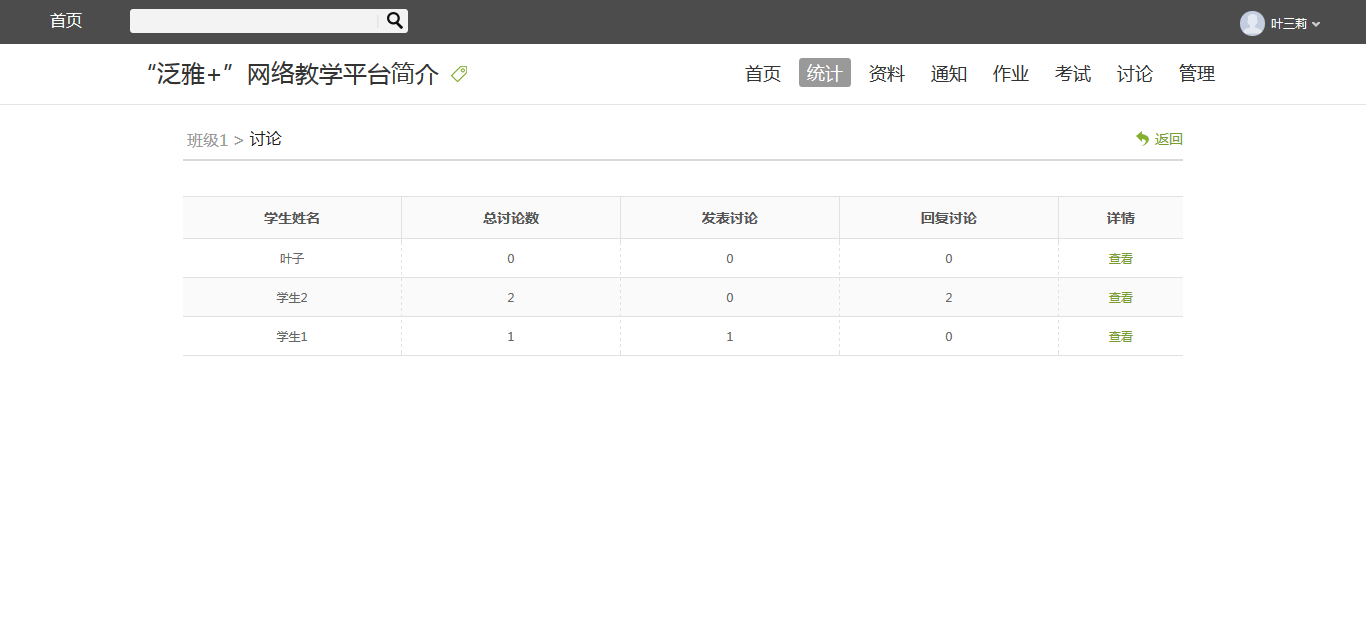 首页
叶三莉
“泛雅+”网络教学平台简介
首页 统计 资料 通知 作业 考试 讨论 管理
班级1 > 讨论
返回
学生姓名 总讨论数 发表讨论 回复讨论 详情
叶子 0 0 0 查看
学生2 2 0 2 查看
学生1 1 1 0 查看